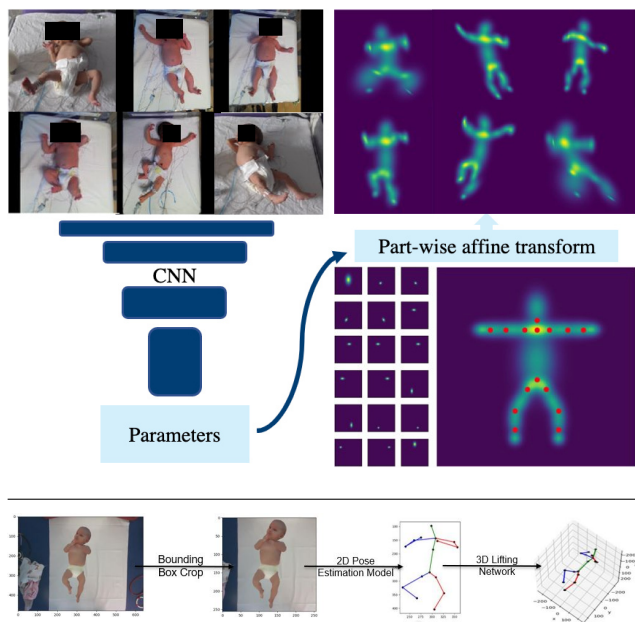 CNN
Part-wise affine transform
Parameters
Bounding
Box Crop
2D Pose
Estimation Model
3D Lifting
Network